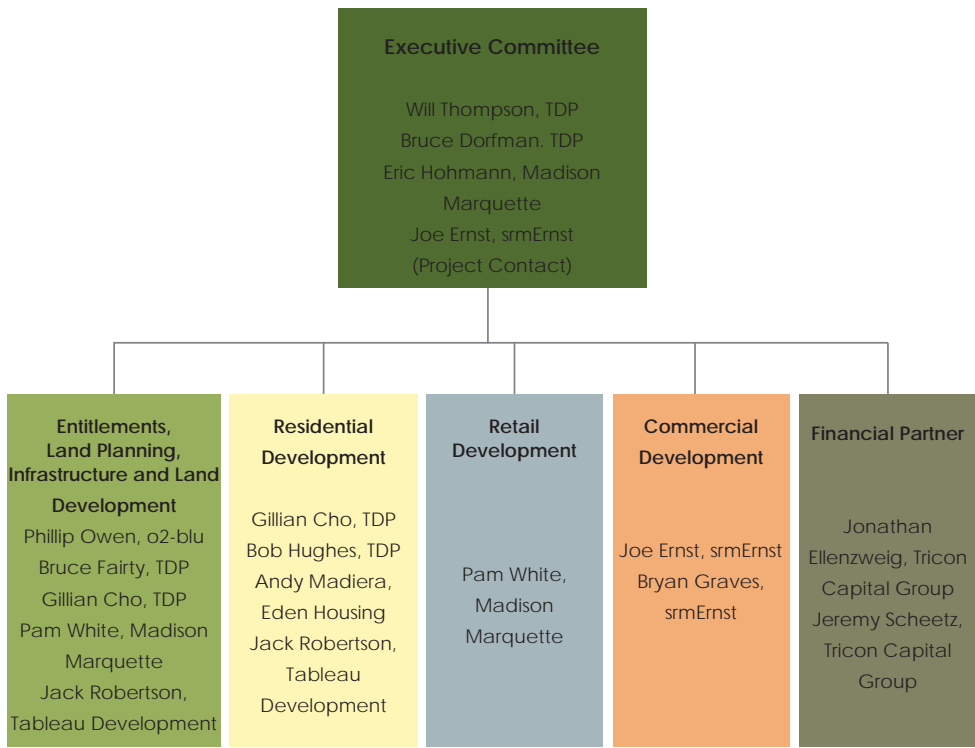 Executive Committee
Will Thompson, TDP
Bruce Dorfman. TDP
Eric Hohmann, Madison
Marquette
Joe Ernst, srmErnst
(Project Contact)
Entitlements,
Land Planning,
Infrastructure and Land
Development
Phillip Owen, o2-blu
Bruce Fairty, TDP
Gillian Cho, TDP
Pam White, Madison
Marquette
Jack Robertson,
Tableau Development
Residential
Development
Gillian Cho, TDP
Bob Hughes, TDP
Andy Madiera,
Eden Housing
Jack Robertson,
Tableau
Development
Retail
Development
Pam White,
Madison
Marquette
Commercial
Development
Joe Ernst, srmErnst
Bryan Graves,
srmErnst
Financial Partner
Jonathan
Ellenzweig, Tricon
Capital Group
Jeremy Scheetz,
Tricon Capital
Group